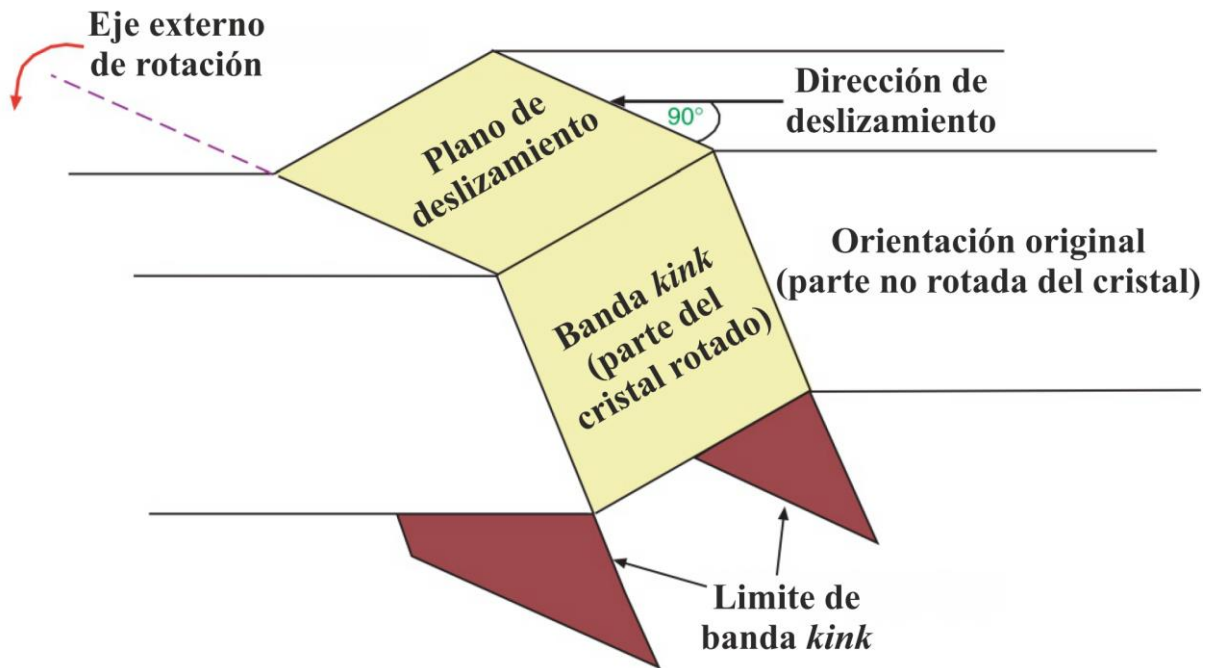 Eje externo
de rotación
Dirección de
deslizamiento
90°
Plano de
deslizamiento
Orientación original
(parte no rotada del cristal)
Banda kink
(parte del
cristal rotado)
Limite de
banda kink